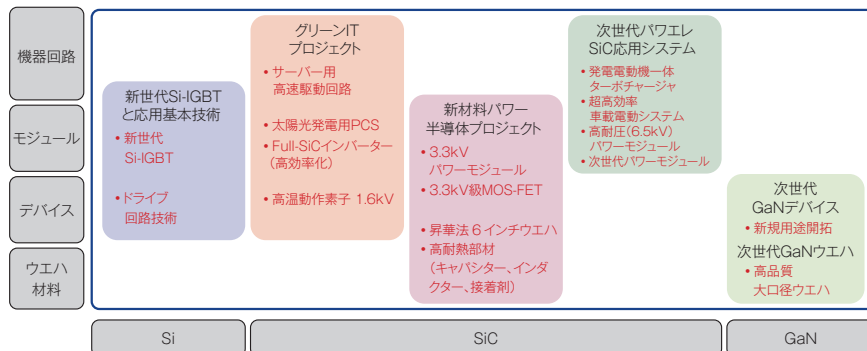 機器回路
モジュール
デバイス
ウエハ
材料
新世代Si-IGBT
と応用基本技術
• 新世代
Si-IGBT
• ドライブ
回路技術
グリーンIT
プロジェクト
• サーバー用
高速駆動回路
• 太陽光発電用PCS
• Full-SiCインバーター
（高効率化）
• 高温動作素子 1.6kV
新材料パワー
半導体プロジェクト
• 3.3kV
パワーモジュール
• 3.3kV級MOS-FET
• 昇華法６インチウエハ
• 高耐熱部材
（キャパシター、インダ
クター、接着剤）
次世代パワエレ
SiC応用システム
• 発電電動機一体
ターボチャージャ
• 超高効率
車載電動システム
• 高耐圧（6.5kV）
パワーモジュール
• 次世代パワーモジュール
次世代
GaNデバイス
• 新規用途開拓
次世代GaNウエハ
• 高品質
大口径ウエハ
Si
SiC
GaN